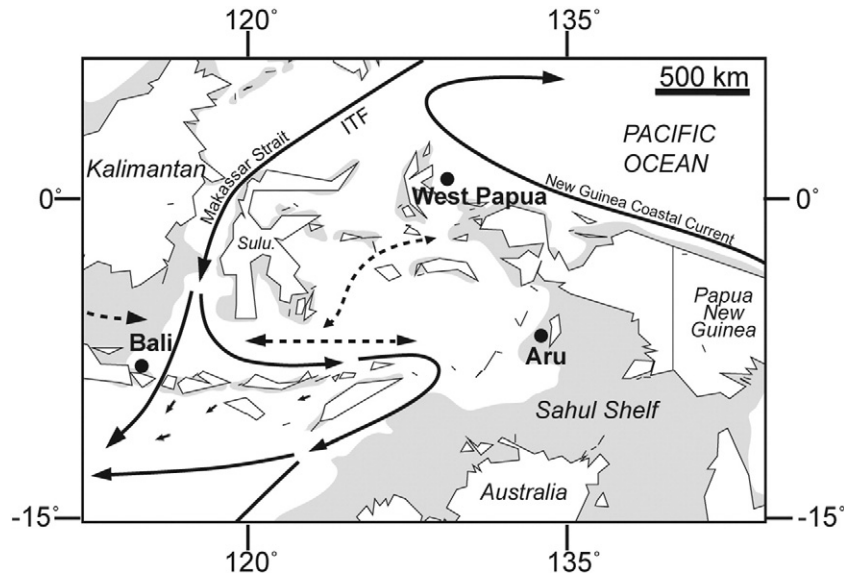 120°
135°
500 km
PACIFIC
OCEAN
ITF
Makassar Strait
Kalimantan
0°
0°
West Papua
New Guinea Coastal Current
Sulu.
Papua
New
Guinea
Bali
Aru
Sahul Shelf
Australia
-15°
-15°
120°
135°